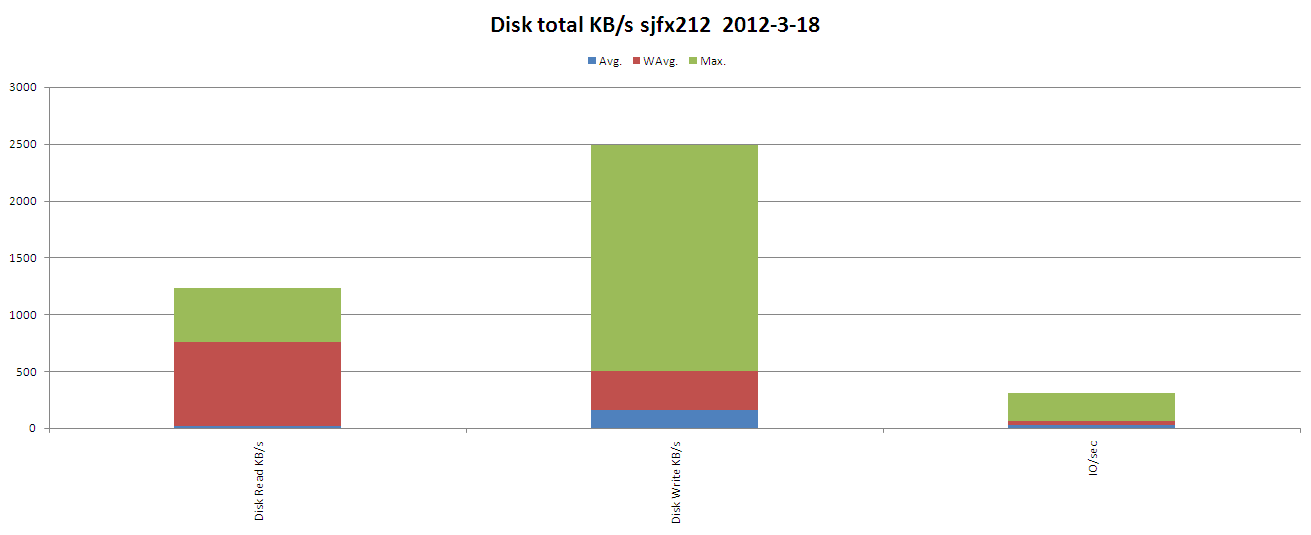 Disk total KB/s sjfx212  2012-3-18
Avg. WAvg. Max.
3000
2500
2000
1500
1000
500
0
Disk Read KB/s
Disk Write KB/s
IO/sec